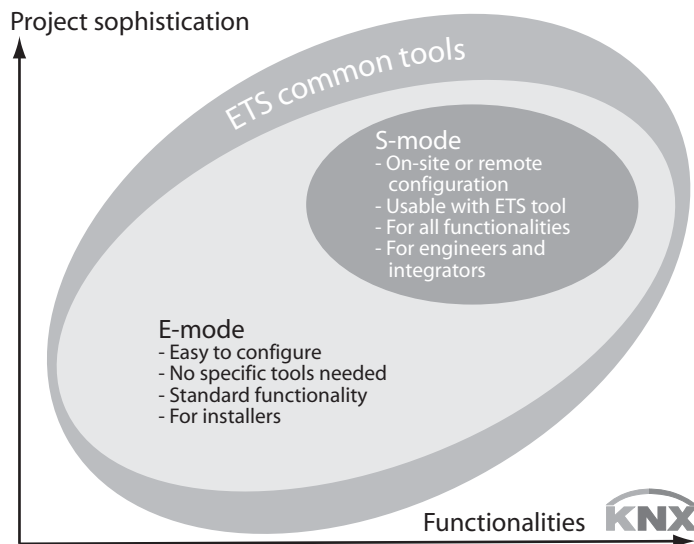 Project sophistication
ETS common tools
S-mode
- On-site or remote
configuration
- Usable with ETS tool
- For all functionalities
- For engineers and
integrators
E-mode
- Easy to configure
- No specific tools needed
- Standard functionality
- For installers
Functionalities
KNX